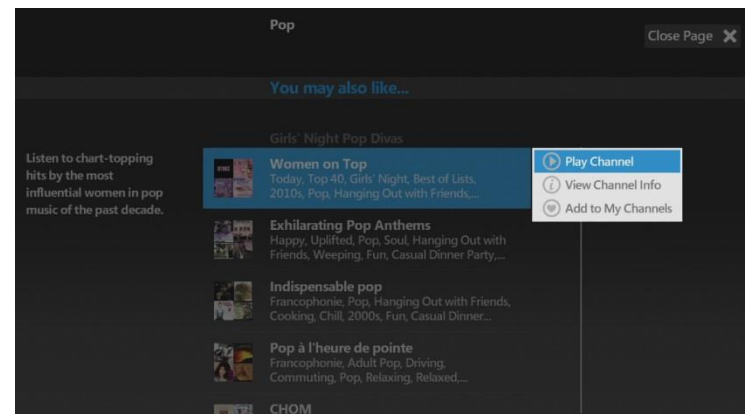 Pop
Close Page
You may also like...
Girls' Night Pop Divas
Listen to chart-topping
hits by the most
influential women in pop
music of the past decade.
Women on Top
Today, Top 40, Girls' Night, Best of Lists,
2010s, Pop, Hanging Out with Friends,...
Play Channel
View Channel Info
Add to My Channels
Exhilarating Pop Anthems
Happy, Uplifted, Pop, Soul, Hanging Out with
Friends, Weeping, Fun, Casual Dinner Party,...
Indispensable pop
Francophonie, Pop, Hanging Out with Friends,
Cooking, Chill, 2000s, Fun, Casual Dinner...
Pop à l'heure de pointe
Francophonie, Adult Pop, Driving,
Commuting, Pop, Relaxing, Relaxed,...
CHOM